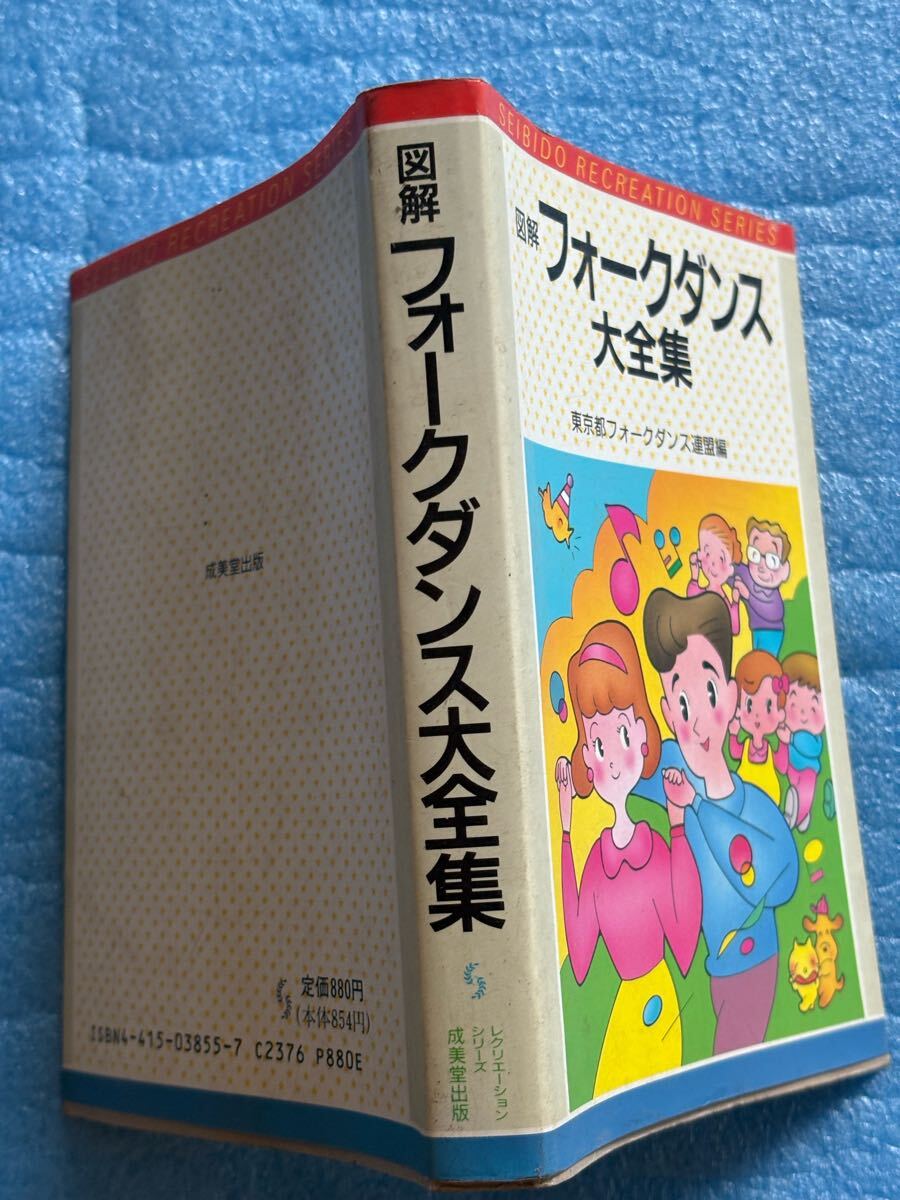 SEIBIDO RECREATION SERIES
図解
フォークダンス
大全集
東京都フォークダンス連盟編
図解 フォークダンス大全集
レクリエーション
シリーズ
成美堂出版
SEIBIDO RECREATION SERIES
成美堂出版
定価880円
(本体854円)
ISBN4-415-03855-7 C2376 P880E